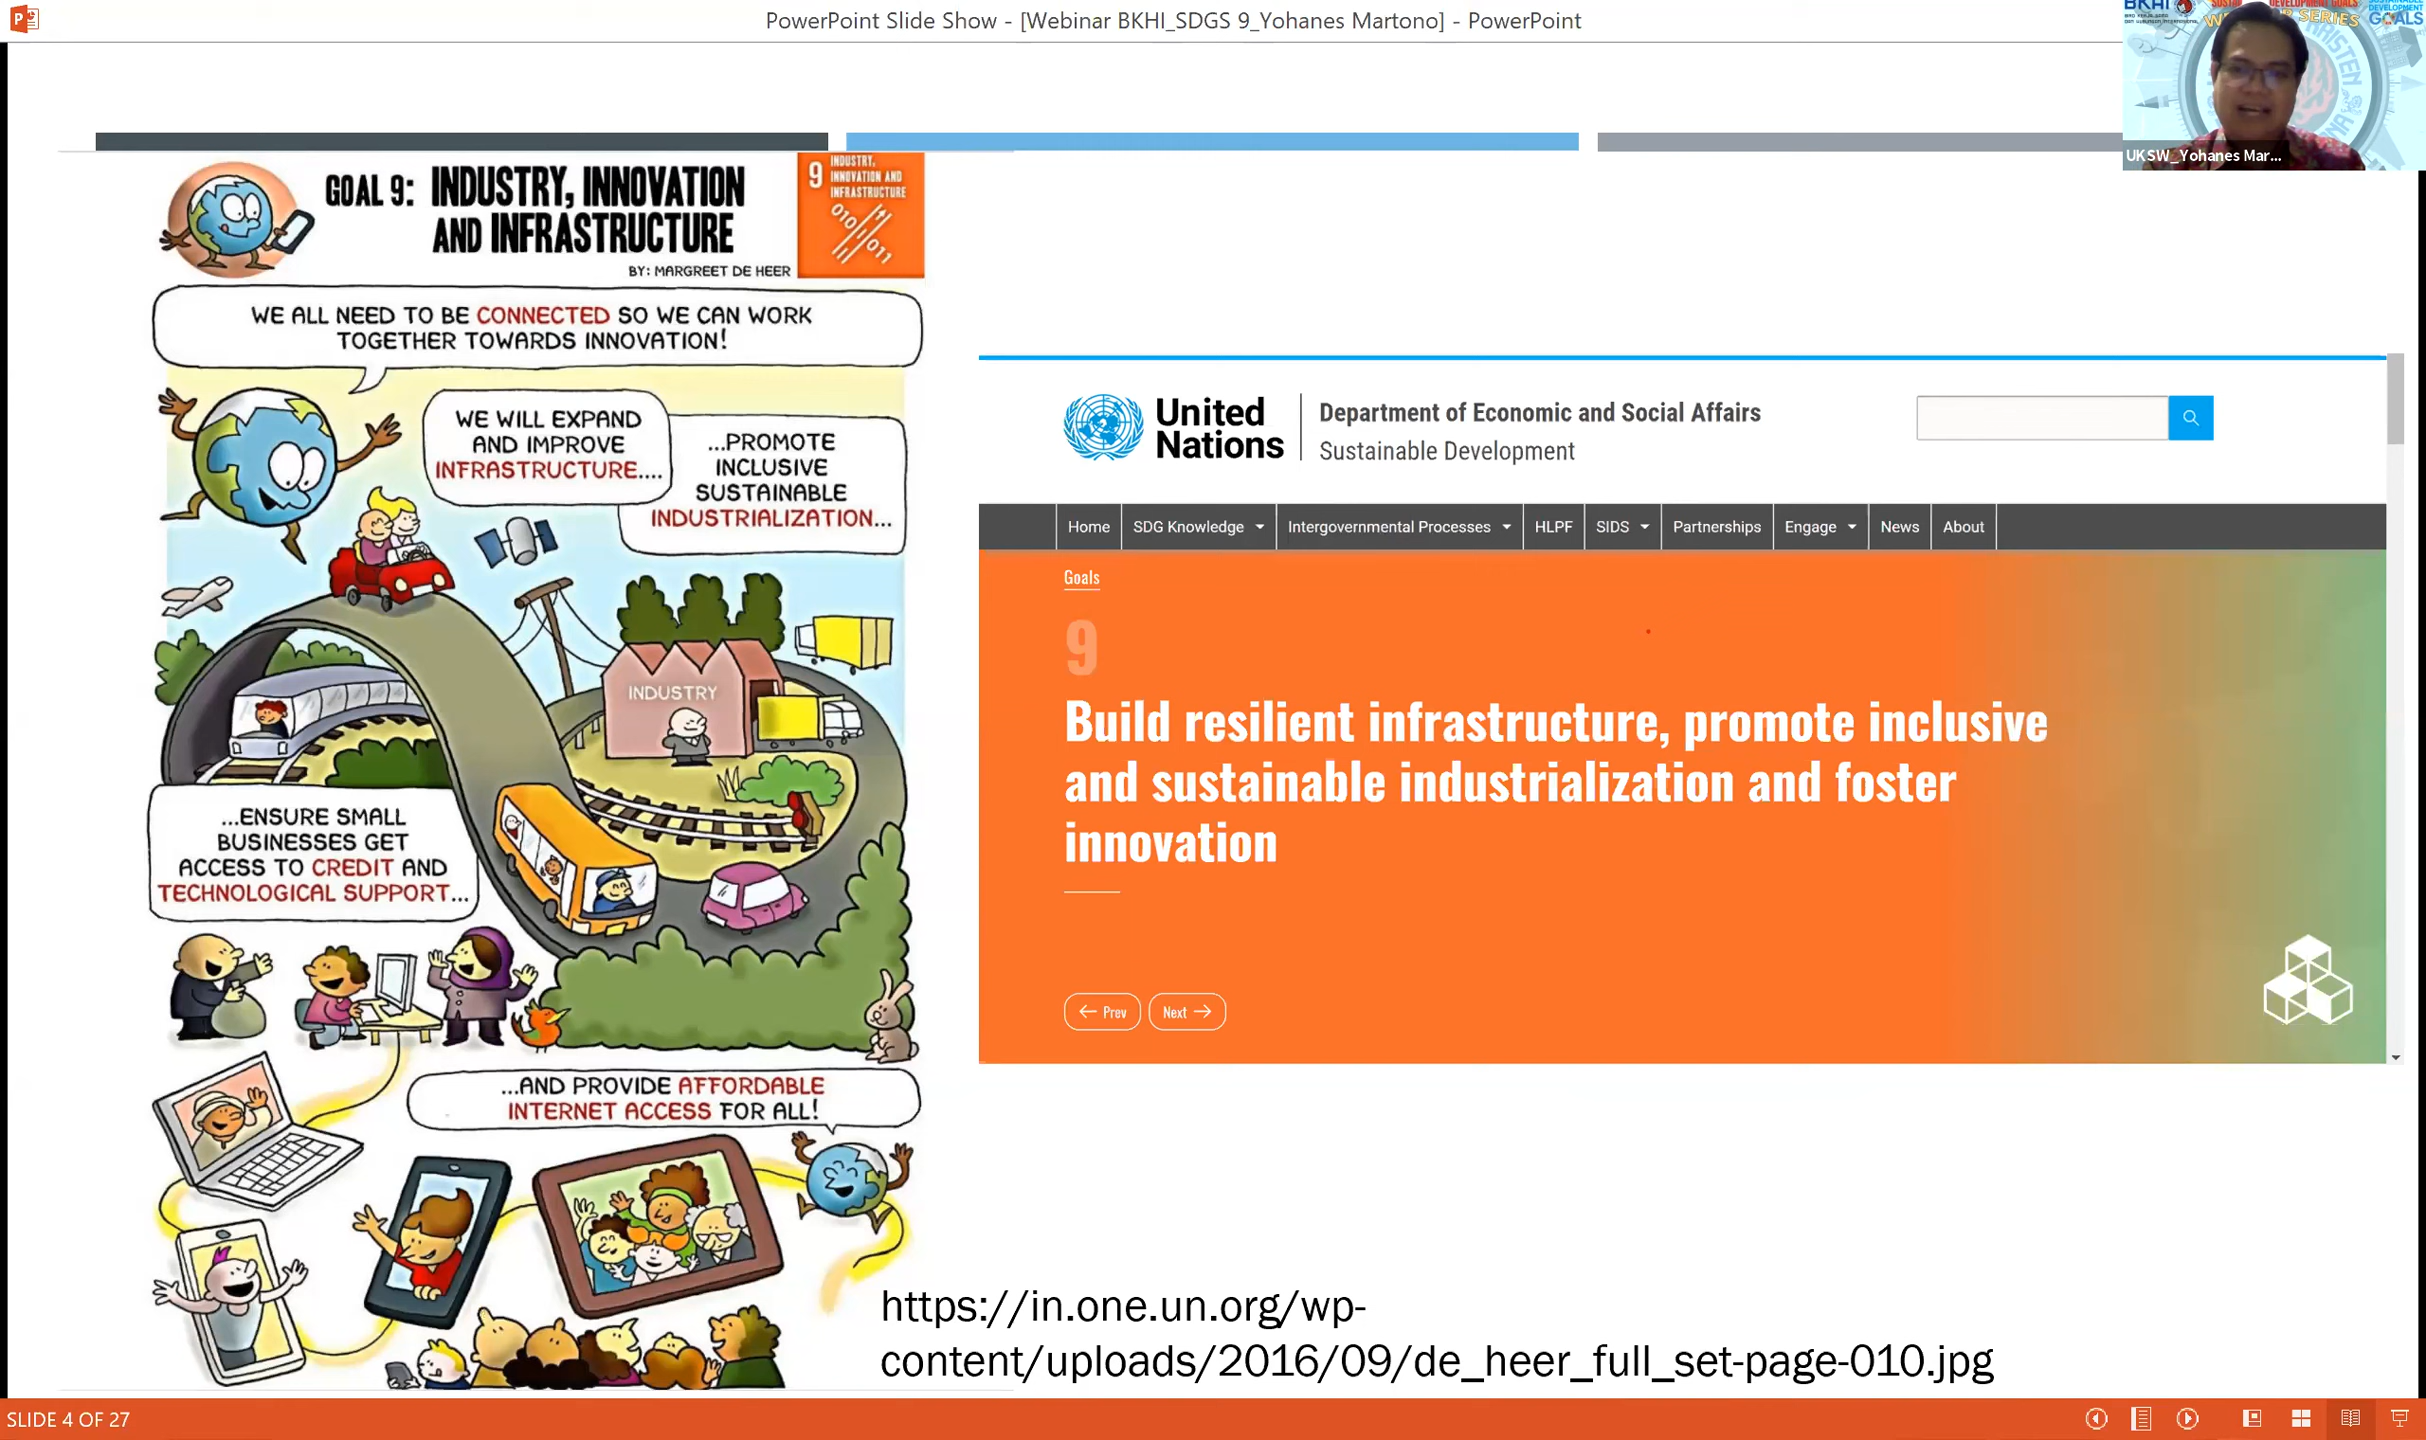 PowerPoint Slide Show - [Webinar BKHI_SDGS 9_Yohanes Martono] - PowerPoint
BKHI
DEVELOPMENT GOALS
SERIES
GOALS
UKSW_Yohanes Mar...
GOAL 9: INDUSTRY, INNOVATION
AND INFRASTRUCTURE
BY: MARGREET DE HEER
9 INDUSTRY,
INNOVATION AND
INFRASTRUCTURE
WE ALL NEED TO BE CONNECTED SO WE CAN WORK
TOGETHER TOWARDS INNOVATION!
WE WILL EXPAND
AND IMPROVE
INFRASTRUCTURE....
...PROMOTE
INCLUSIVE
SUSTAINABLE
INDUSTRIALIZATION...
INDUSTRY
...ENSURE SMALL
BUSINESSES GET
ACCESS TO CREDIT AND
TECHNOLOGICAL SUPPORT...
...AND PROVIDE AFFORDABLE
INTERNET ACCESS FOR ALL!
United
Nations
Department of Economic and Social Affairs
Sustainable Development
Home SDG Knowledge Intergovernmental Processes HLPF SIDS Partnerships Engage News About
Goals
9
Build resilient infrastructure, promote inclusive
and sustainable industrialization and foster
innovation
← Prev Next →
https://in.one.un.org/wp-
content/uploads/2016/09/de_heer_full_set-page-010.jpg
SLIDE 4 OF 27